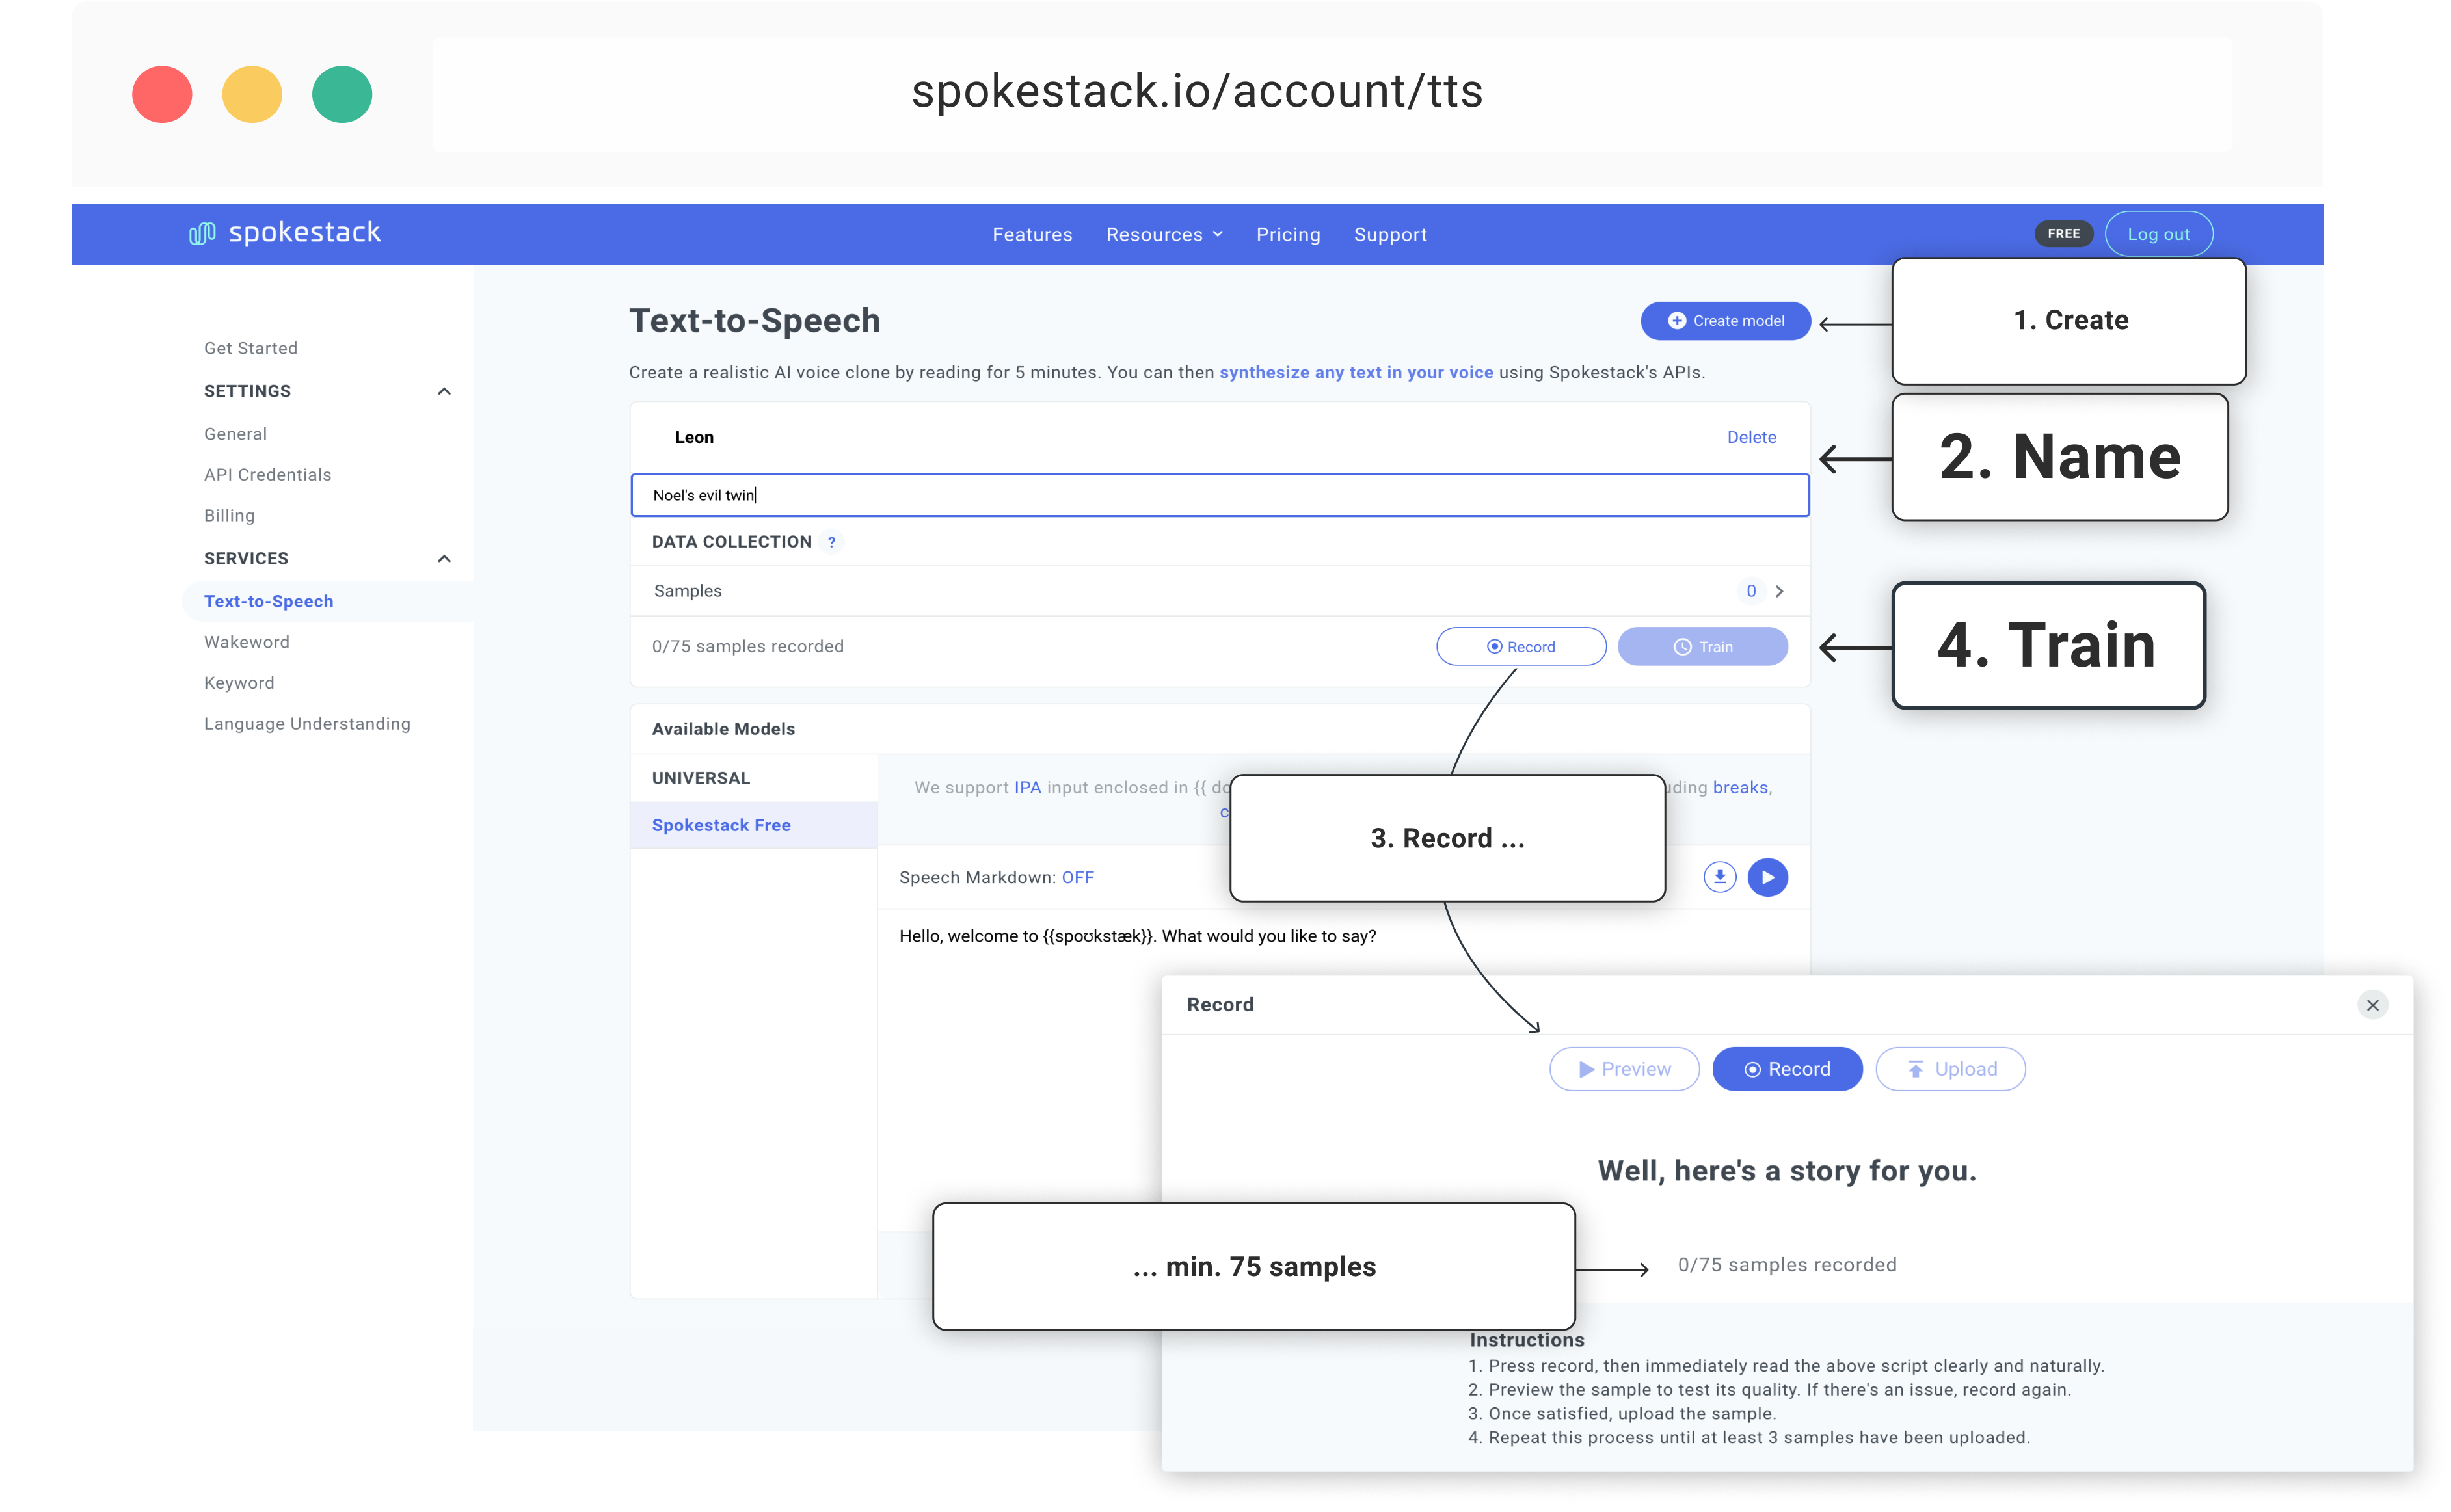 spokestack.io/account/tts
spokestack
Features Resources Pricing Support
FREE
Log out
Get Started
SETTINGS
General
API Credentials
Billing
SERVICES
Text-to-Speech
Wakeword
Keyword
Language Understanding
Text-to-Speech
Create model
1. Create
Create a realistic AI voice clone by reading for 5 minutes. You can then synthesize any text in your voice using Spokestack's APIs.
Leon
Delete
2. Name
Noel's evil twin
DATA COLLECTION ?
Samples
0
0/75 samples recorded
Record
Train
4. Train
Available Models
UNIVERSAL
Spokestack Free
We support IPA input enclosed in {{ breaks,
3. Record ...
Speech Markdown: OFF
Hello, welcome to {{spoʊkstæk}}. What would you like to say?
Record
Preview
Record
Upload
Well, here's a story for you.
... min. 75 samples
0/75 samples recorded
Instructions
1. Press record, then immediately read the above script clearly and naturally.
2. Preview the sample to test its quality. If there's an issue, record again.
3. Once satisfied, upload the sample.
4. Repeat this process until at least 3 samples have been uploaded.